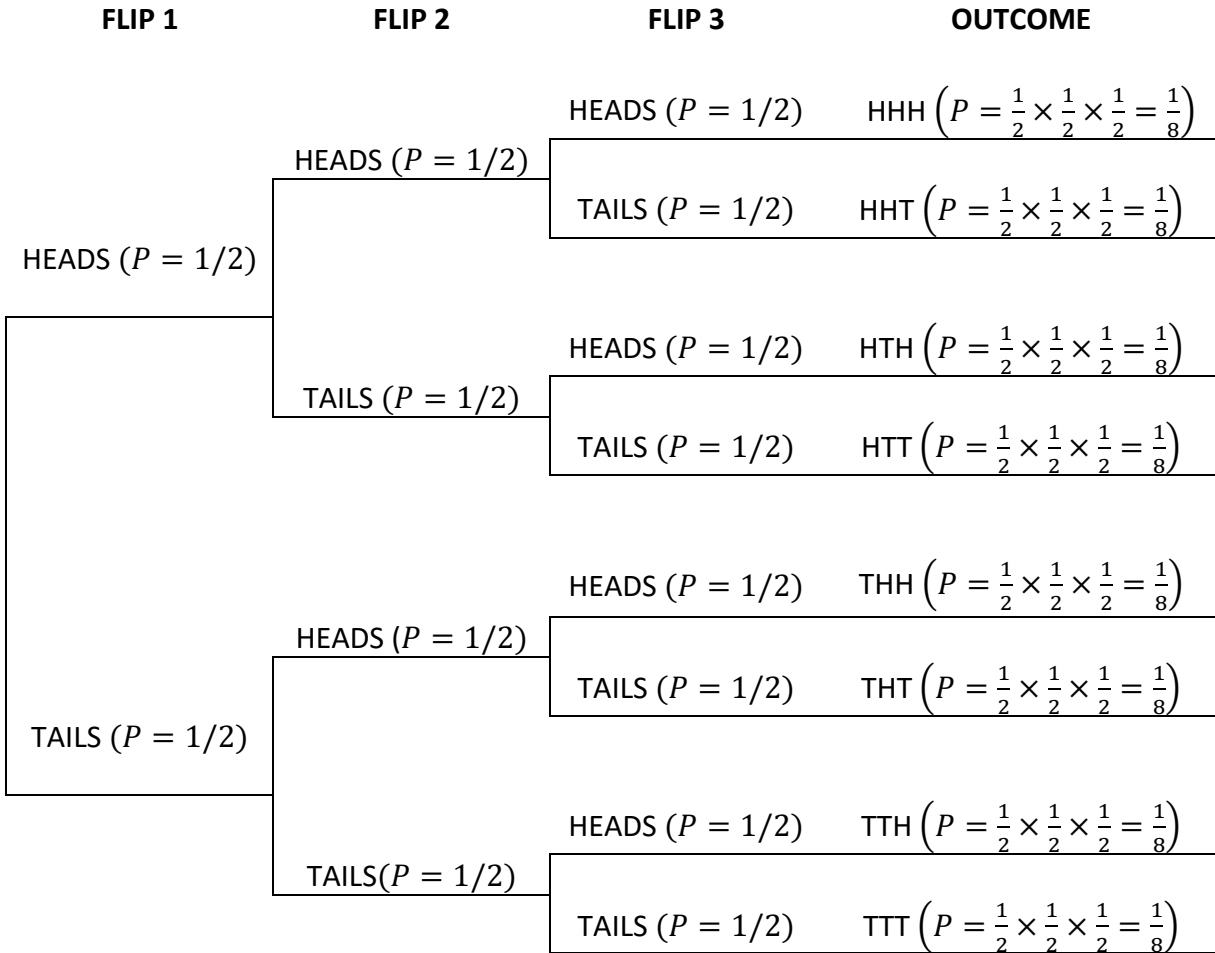 FLIP 1 FLIP 2 FLIP 3 OUTCOME
HEADS (P = 1/2) HHH (P = 1/2 × 1/2 × 1/2 = 1/8)
HEADS (P = 1/2)
TAILS (P = 1/2) HHT (P = 1/2 × 1/2 × 1/2 = 1/8)
HEADS (P = 1/2)
HEADS (P = 1/2) HTH (P = 1/2 × 1/2 × 1/2 = 1/8)
TAILS (P = 1/2)
TAILS (P = 1/2) HTT (P = 1/2 × 1/2 × 1/2 = 1/8)
HEADS (P = 1/2) THH (P = 1/2 × 1/2 × 1/2 = 1/8)
HEADS (P = 1/2)
TAILS (P = 1/2) THT (P = 1/2 × 1/2 × 1/2 = 1/8)
TAILS (P = 1/2)
HEADS (P = 1/2) TTH (P = 1/2 × 1/2 × 1/2 = 1/8)
TAILS(P = 1/2)
TAILS (P = 1/2) TTT (P = 1/2 × 1/2 × 1/2 = 1/8)